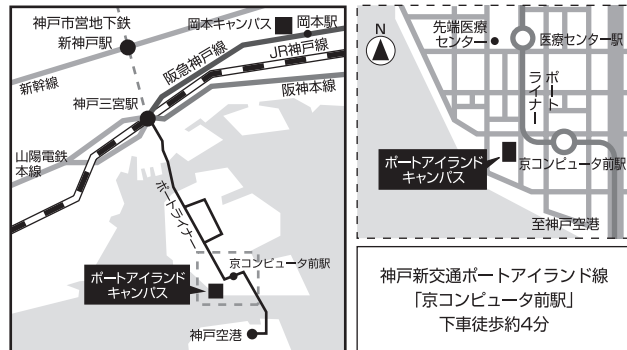 神戸市営地下鉄
新神戸駅
岡本キャンパス
岡本駅
阪急神戸線
JR神戸線
新幹線
阪神本線
神戸三宮駅
山陽電鉄
本線
ポートライナー
京コンピュータ前駅
ポートアイランド
キャンパス
神戸空港
N
先端医療
センター
医療センター駅
ポート
ライナー
ポートアイランド
キャンパス
京コンピュータ前駅
至神戸空港
神戸新交通ポートアイランド線
「京コンピュータ前駅」
下車徒歩約4分